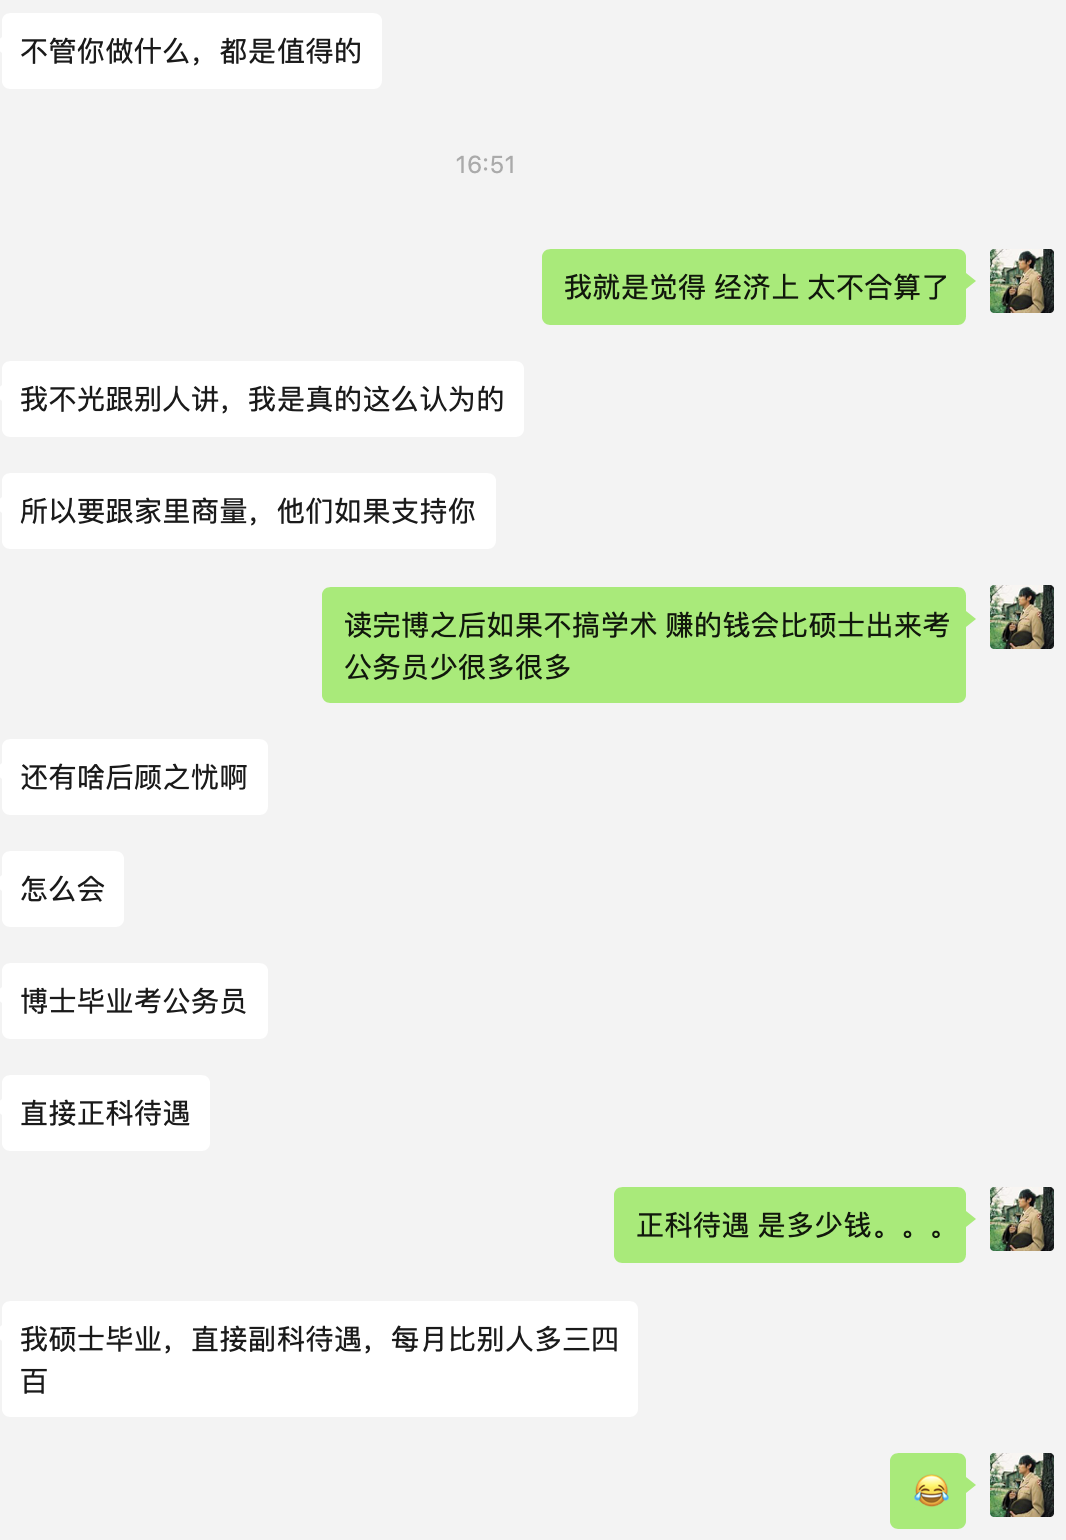 不管你做什么，都是值得的
16:51
我就是觉得 经济上 太不合算了
我不光跟别人讲，我是真的这么认为的
所以要跟家里商量，他们如果支持你
读完博之后如果不搞学术 赚的钱会比硕士出来考
公务员少很多很多
还有啥后顾之忧啊
怎么会
博士毕业考公务员
直接正科待遇
正科待遇 是多少钱。。。
我硕士毕业，直接副科待遇，每月比别人多三四
百
😂